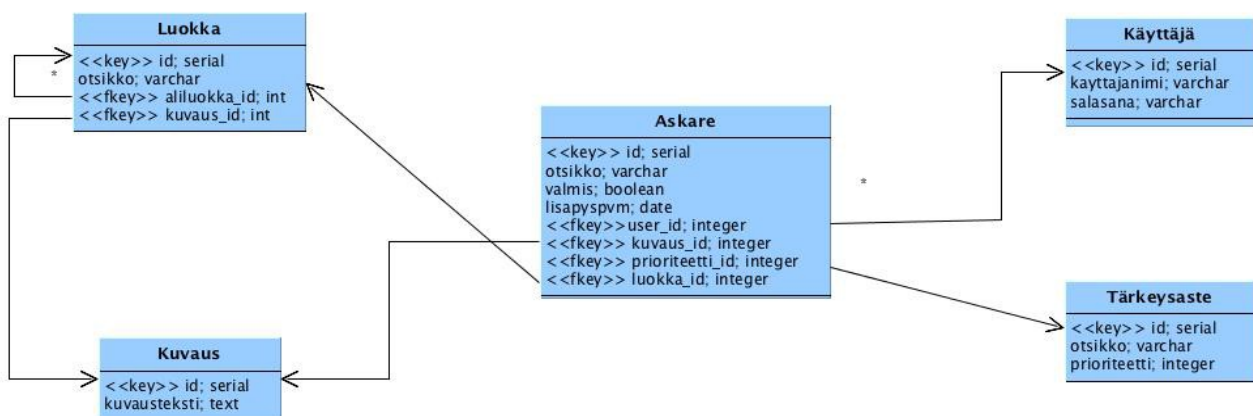 Luokka
<<key>> id; serial
otsikko; varchar
<<fkey>> aliluokka_id; int
<<fkey>> kuvaus_id; int
*
Askare
<<key>> id; serial
otsikko; varchar
valmis; boolean
lisapyspvm; date
<<fkey>>user_id; integer
<<fkey>> kuvaus_id; integer
<<fkey>> prioriteetti_id; integer
<<fkey>> luokka_id; integer
*
Käyttäjä
<<key>> id; serial
kayttajanimi; varchar
salasana; varchar
Tärkeysaste
<<key>> id; serial
otsikko; varchar
prioriteetti; integer
Kuvaus
<<key>> id; serial
kuvausteksti; text